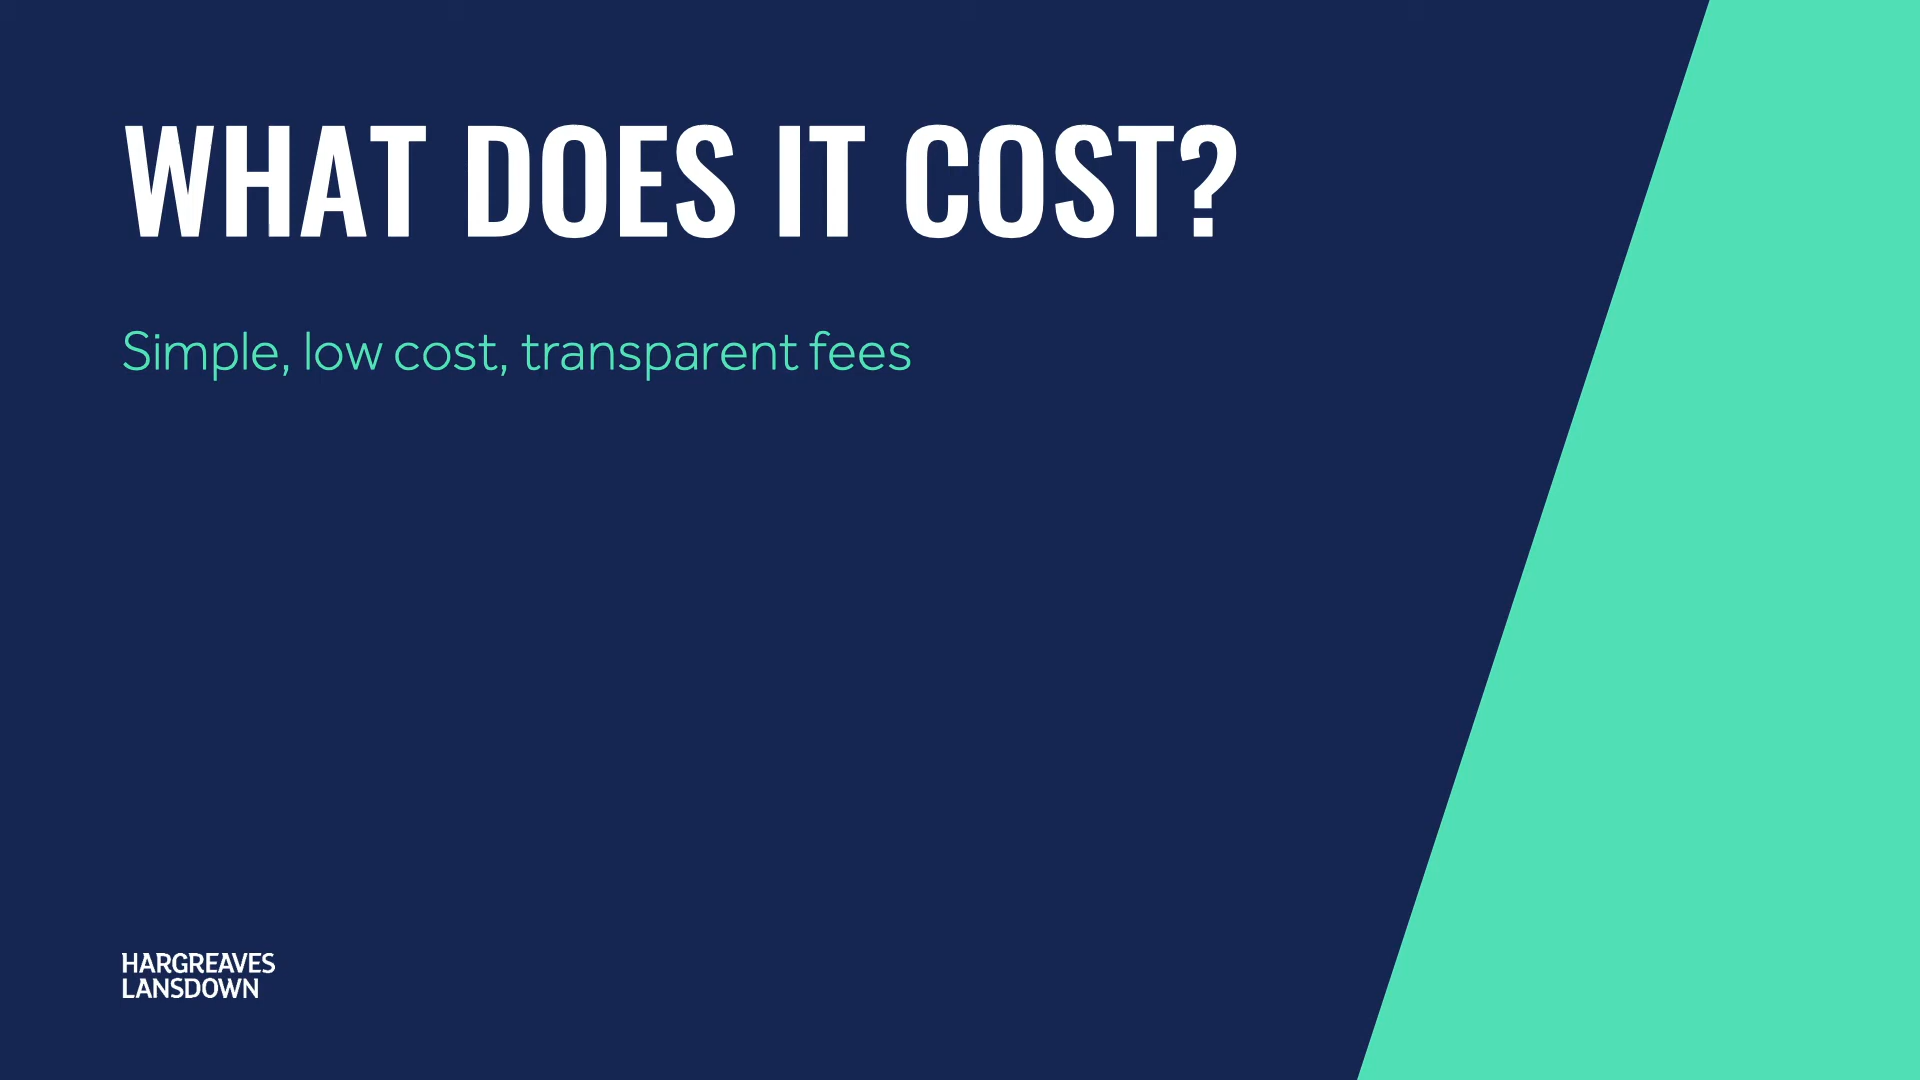 WHAT DOES IT COST?
Simple, low cost, transparent fees
HARGREAVES
LANSDOWN